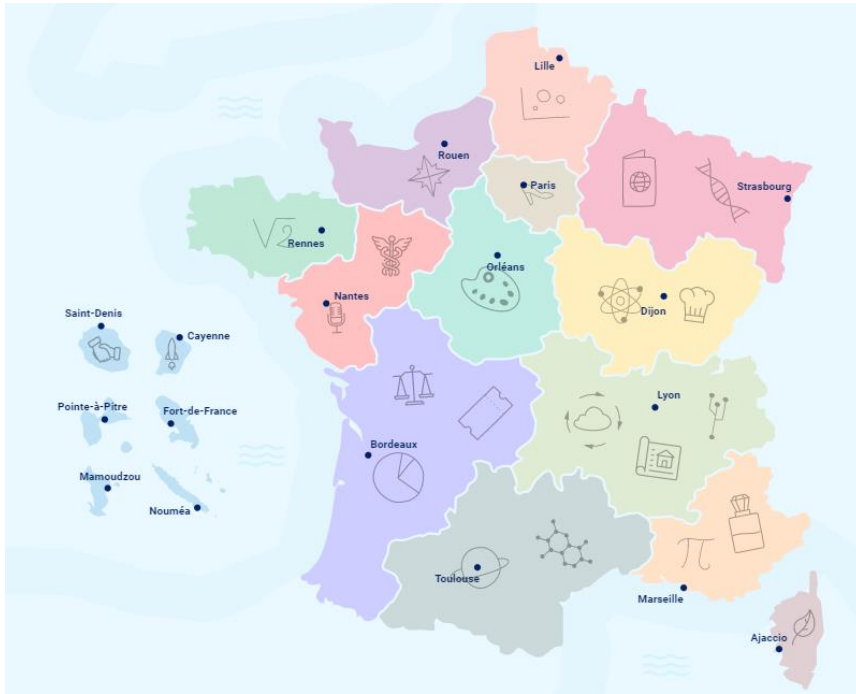 Lille
Rouen
Paris
Strasbourg
√2
Rennes
Orléans
Nantes
Dijon
Saint-Denis
Cayenne
Pointe-à-Pitre
Fort-de-France
Lyon
Bordeaux
Mamoudzou
Nouméa
π
Toulouse
Marseille
Ajaccio